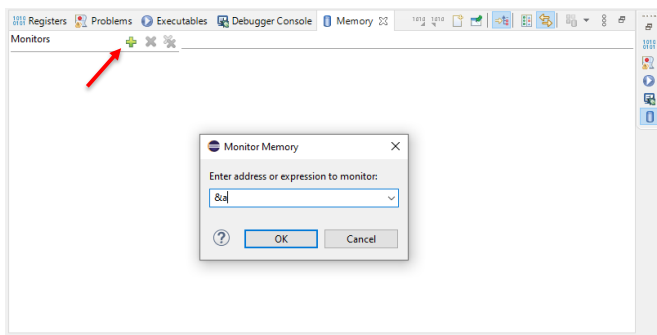 Registers Problems Executables Debugger Console Memory
Monitors
Monitor Memory
Enter address or expression to monitor:
&a
OK Cancel